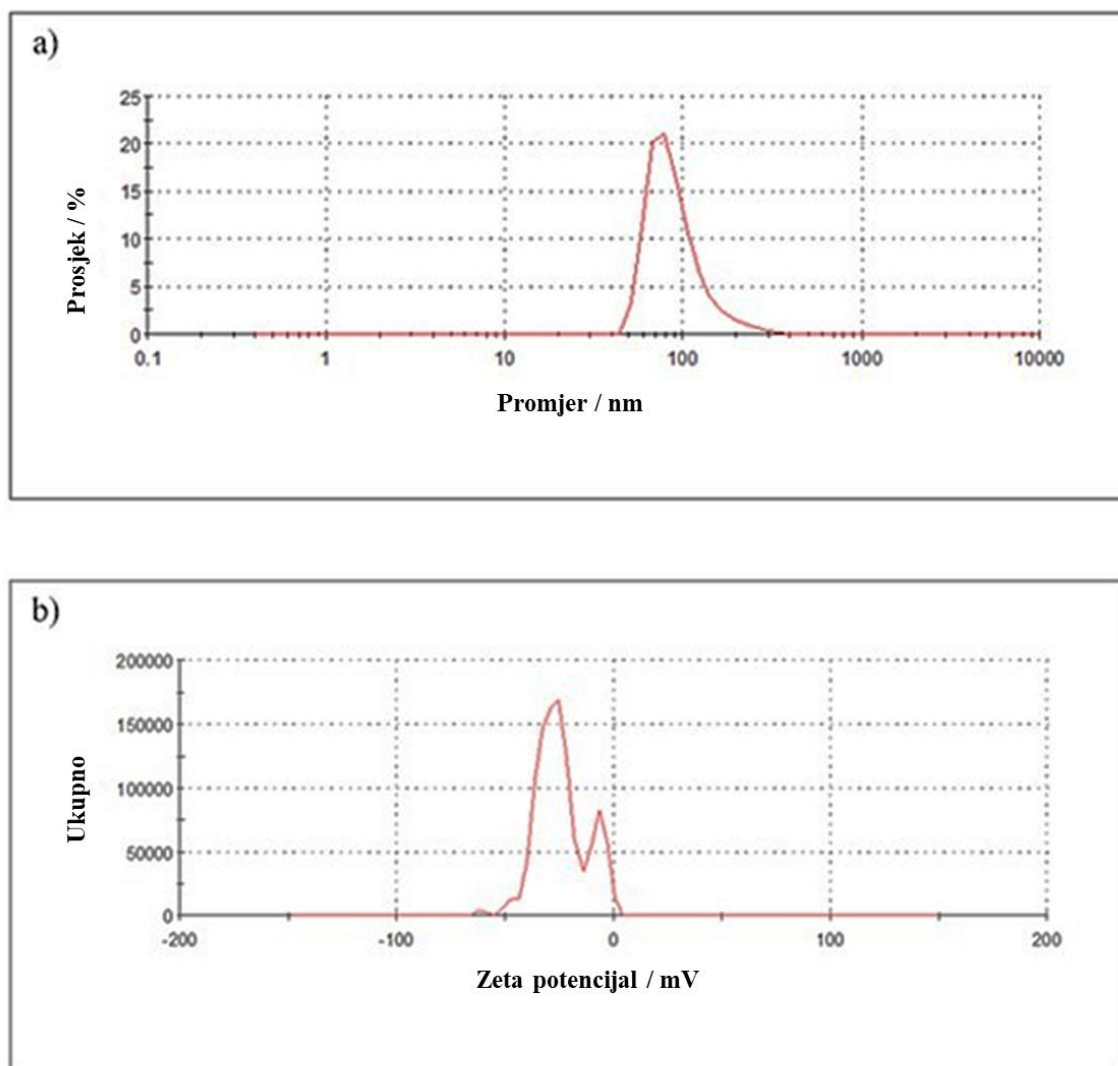 a)
25
20
15
10
5
0
Prosjek / %
0.1 1 10 100 1000 10000
Promjer / nm
b)
200000
150000
100000
50000
0
Ukupno
-200 -100 0 100 200
Zeta potencijal / mV